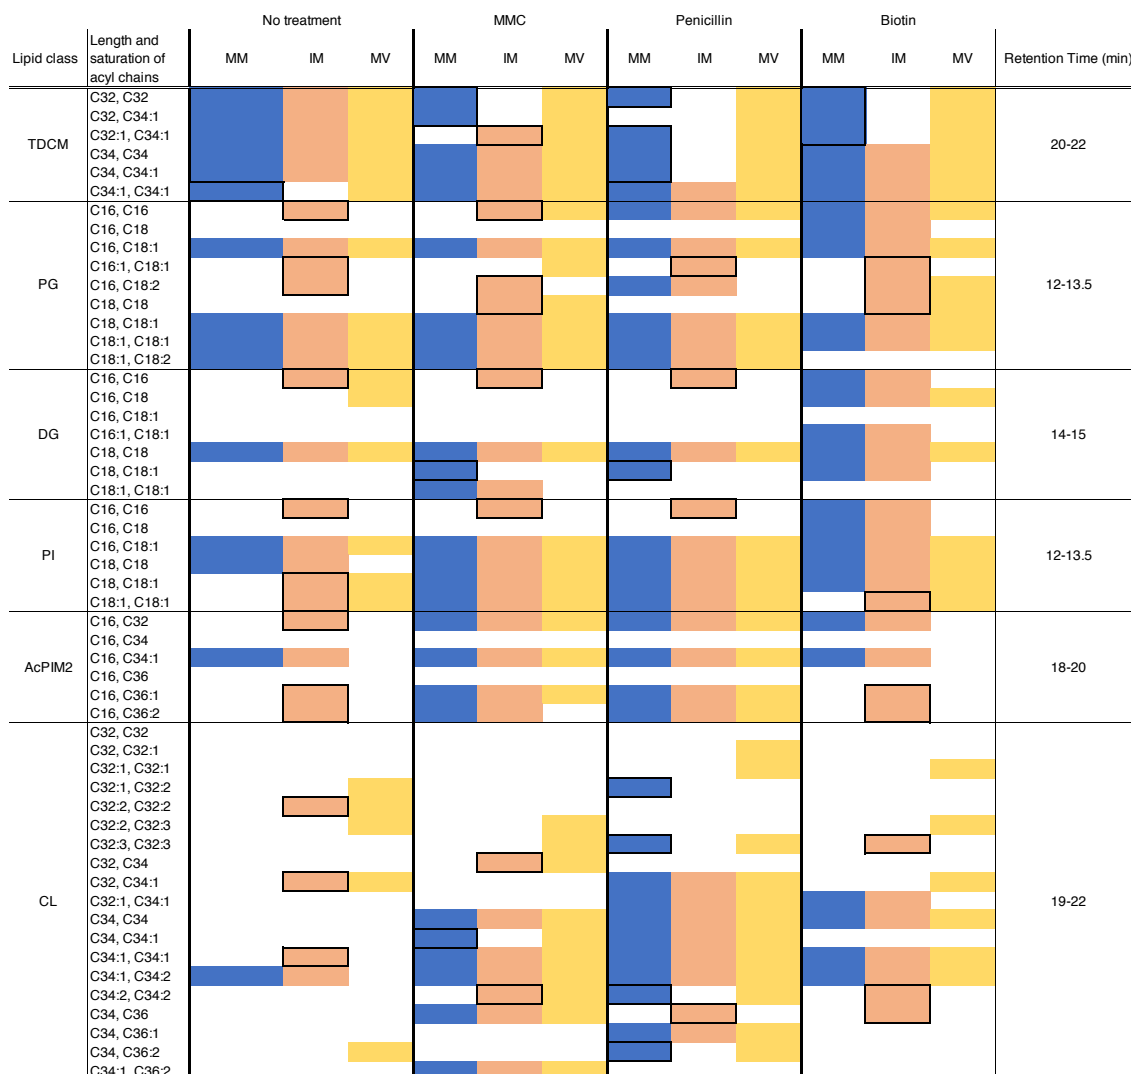 No treatment MMC Penicillin Biotin
Lipid class Length and saturation of acyl chains MM IM MV MM IM MV MM IM MV MM IM MV Retention Time (min)
TDCM 20-22
C32, C32
C32, C34:1
C32:1, C34:1
C34, C34
C34, C34:1
C34:1, C34:1
PG 12-13.5
C16, C16
C16, C18
C16, C18:1
C16:1, C18:1
C16, C18:2
C18, C18
C18, C18:1
C18:1, C18:1
C18:1, C18:2
DG 14-15
C16, C16
C16, C18
C16, C18:1
C16:1, C18:1
C18, C18
C18, C18:1
C18:1, C18:1
PI 12-13.5
C16, C16
C16, C18
C16, C18:1
C18, C18
C18, C18:1
C18:1, C18:1
AcPIM2 18-20
C16, C32
C16, C34
C16, C34:1
C16, C36
C16, C36:1
C16, C36:2
CL 19-22
C32, C32
C32, C32:1
C32:1, C32:1
C32:1, C32:2
C32:2, C32:2
C32:2, C32:3
C32:3, C32:3
C32, C34
C32, C34:1
C32:1, C34:1
C34, C34
C34, C34:1
C34:1, C34:1
C34:1, C34:2
C34:2, C34:2
C34, C36
C34, C36:1
C34, C36:2
C34:1, C36:2